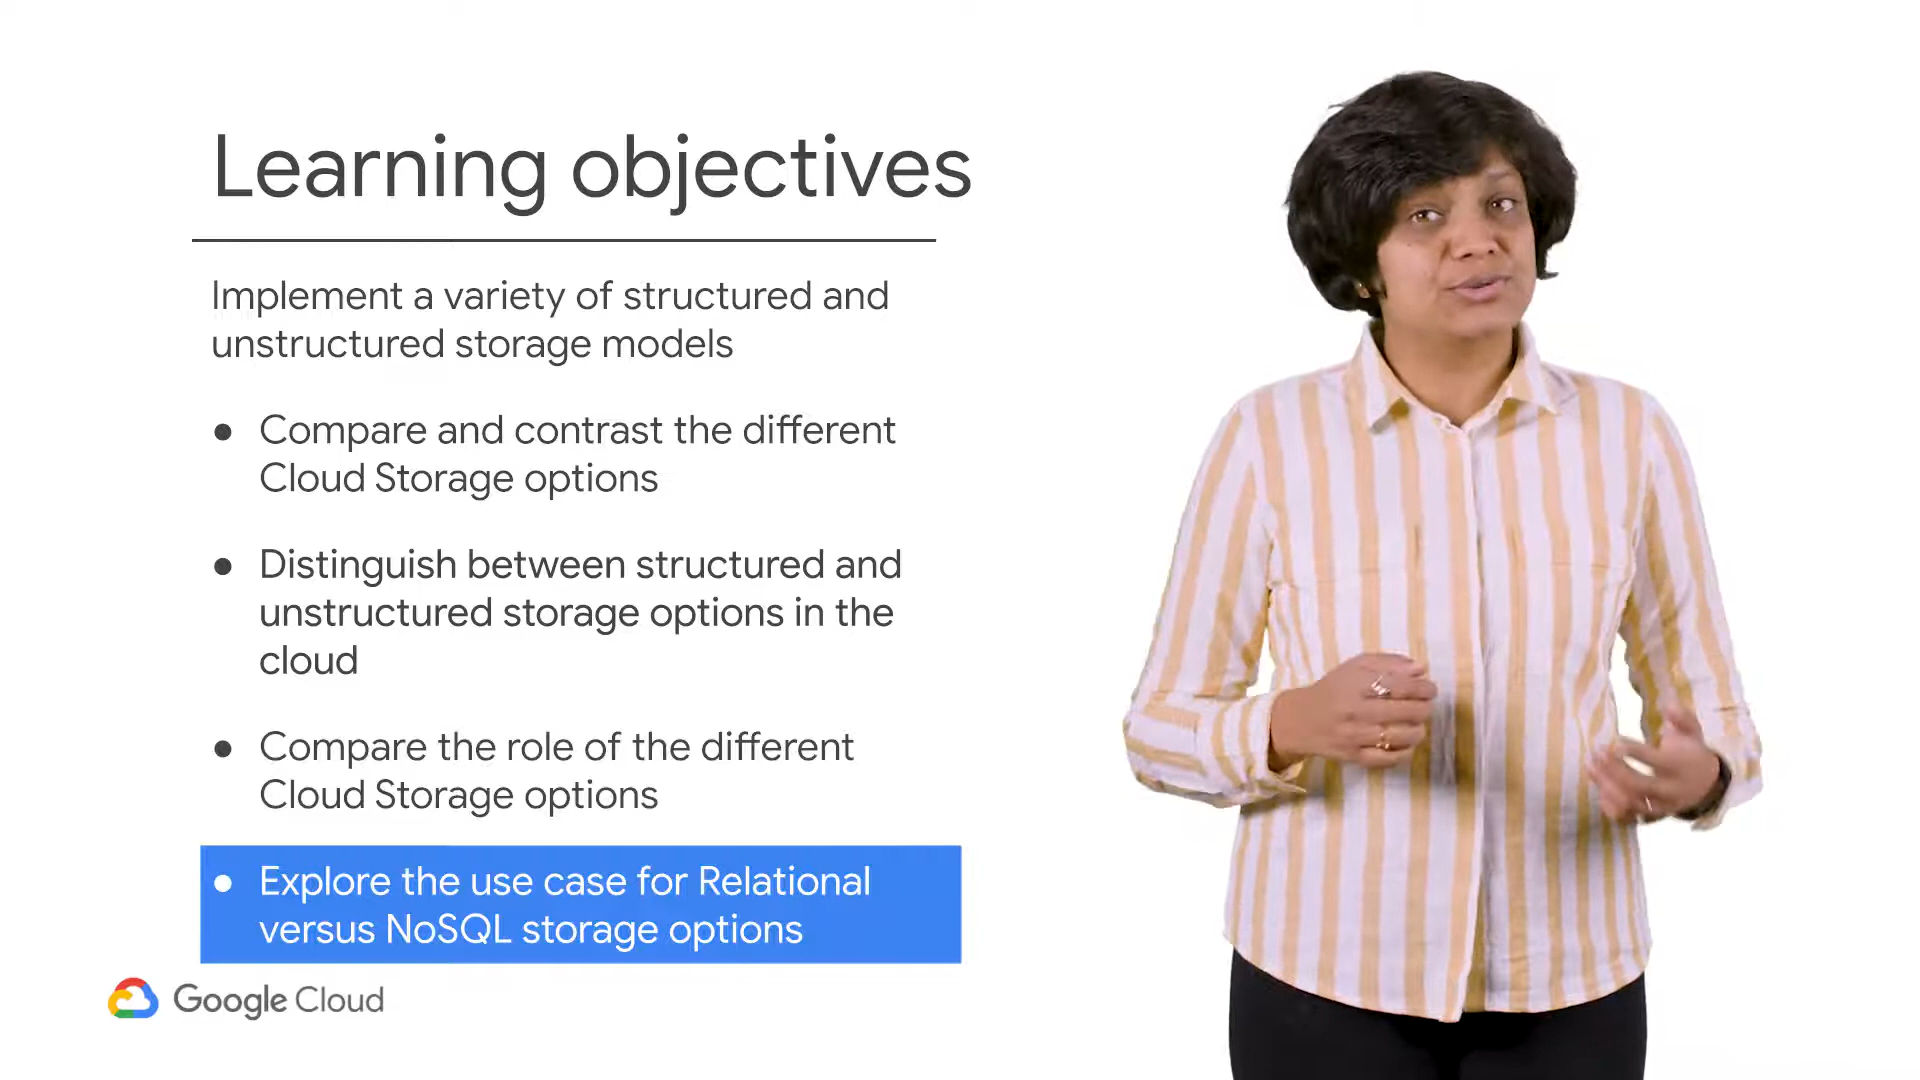 Learning objectives
Implement a variety of structured and
unstructured storage models
● Compare and contrast the different
Cloud Storage options
● Distinguish between structured and
unstructured storage options in the
cloud
● Compare the role of the different
Cloud Storage options
● Explore the use case for Relational
versus NoSQL storage options
Google Cloud